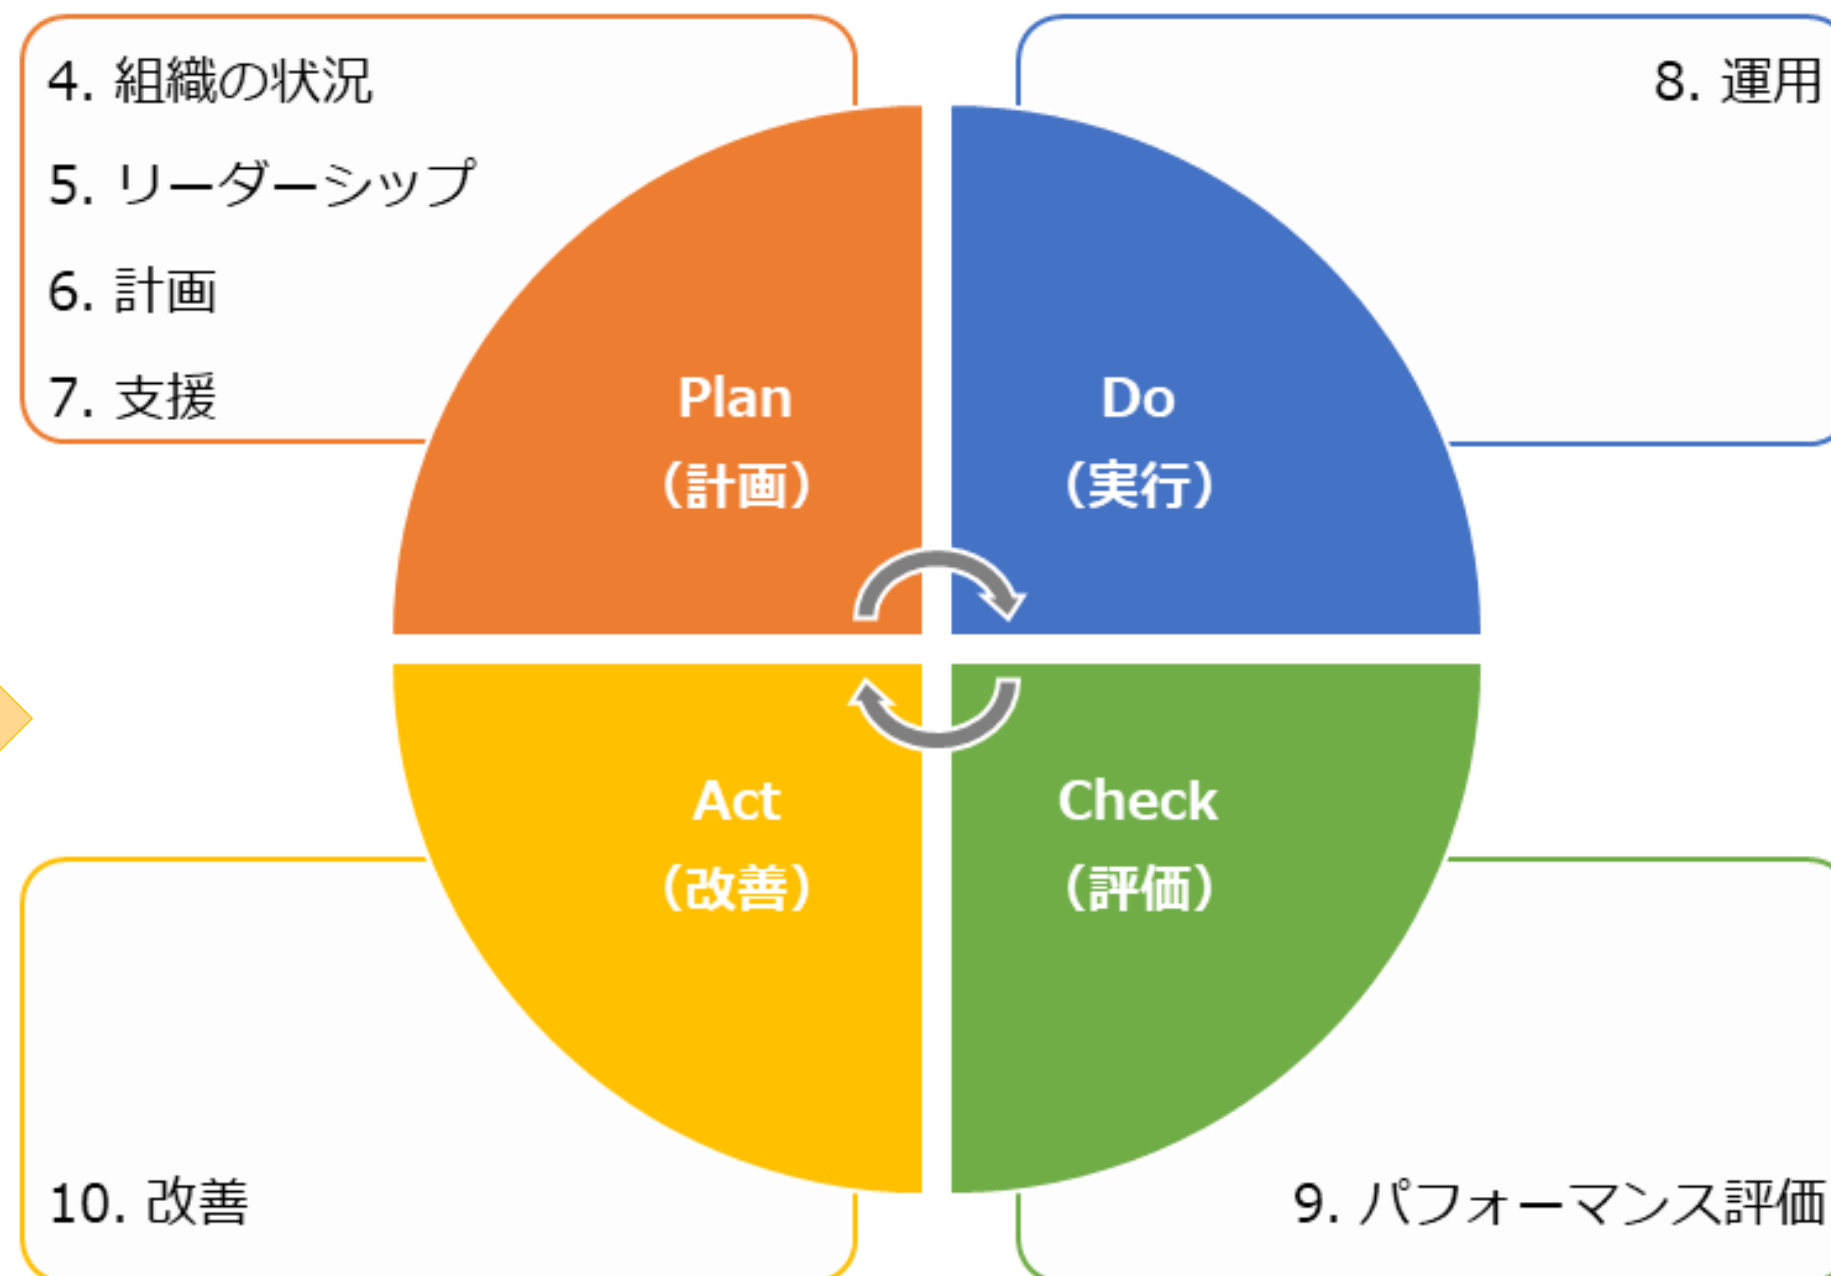 4. 組織の状況
5. リーダーシップ
6. 計画
7. 支援
8. 運用
Plan
（計画）
Do
（実行）
Act
（改善）
Check
（評価）
10. 改善
9. パフォーマンス評価